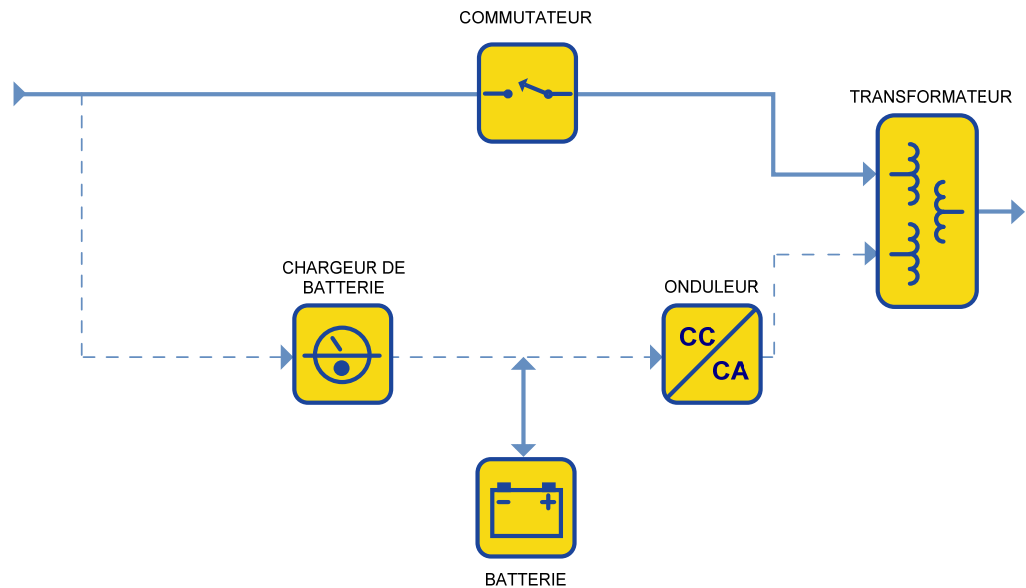 COMMUTATEUR
TRANSFORMATEUR
CHARGEUR DE
BATTERIE
ONDULEUR
CC
CA
BATTERIE